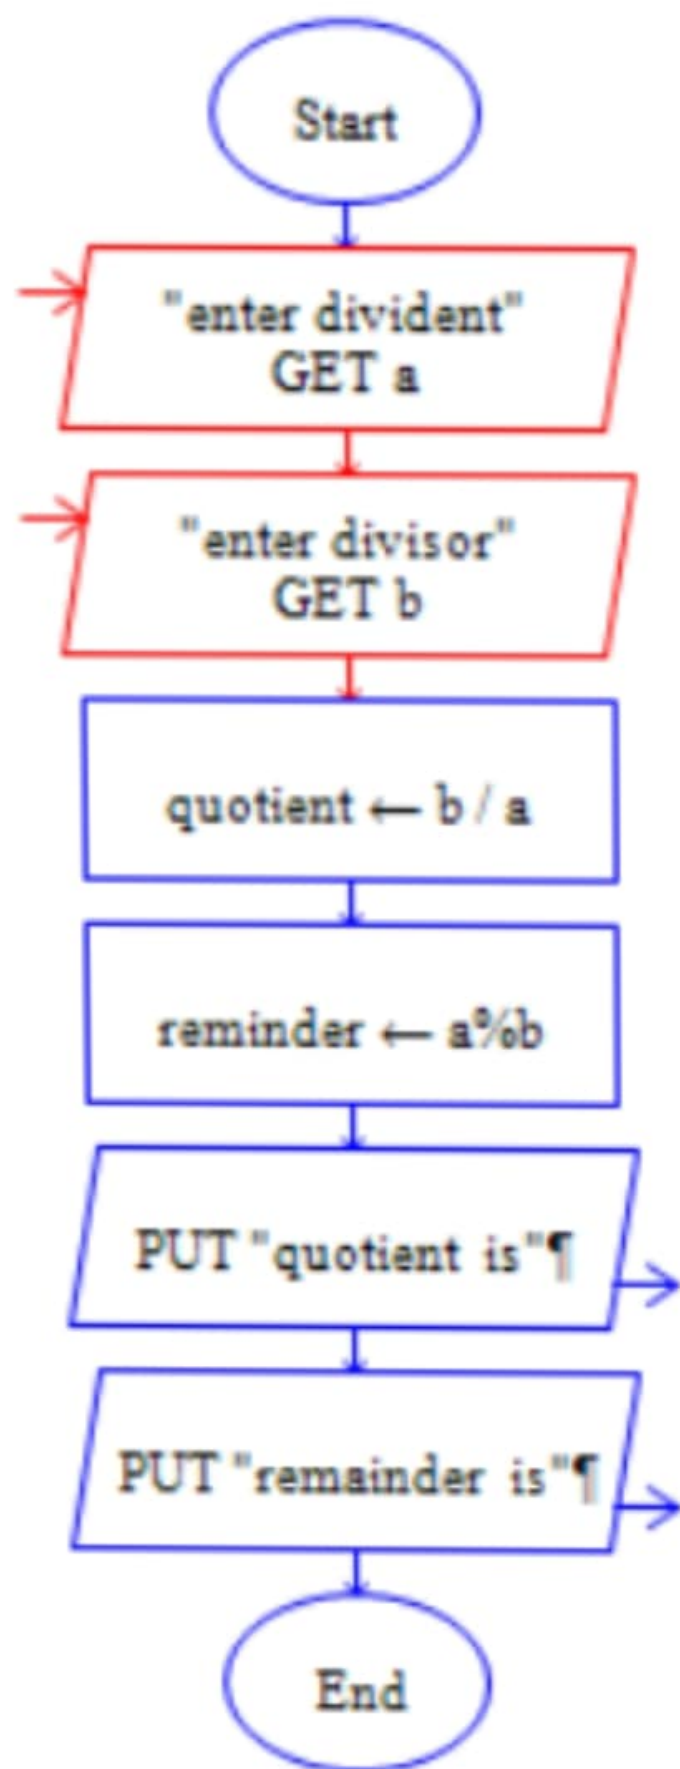 Start
"enter divident"
GET a
"enter divisor"
GET b
quotient ← b / a
reminder ← a%b
PUT "quotient is"¶
PUT "remainder is"¶
End